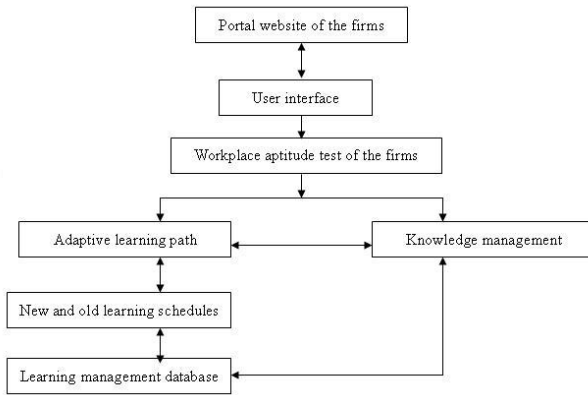 Portal website of the firms
User interface
Workplace aptitude test of the firms
Adaptive learning path
Knowledge management
New and old learning schedules
Learning management database